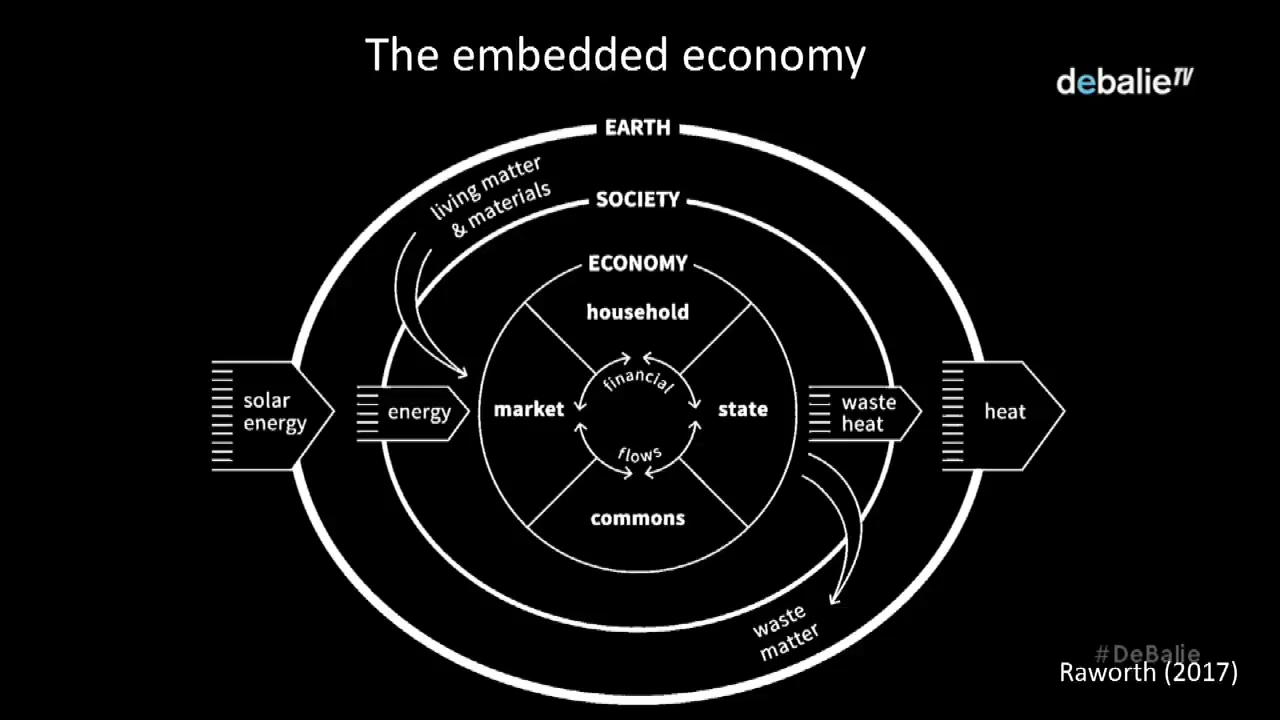 The embedded economy
debalieTV
EARTH
living matter
& materials
SOCIETY
ECONOMY
household
financial
solar
energy
energy
market
state
waste
heat
heat
flows
commons
waste
matter
#DeBalie
Raworth (2017)